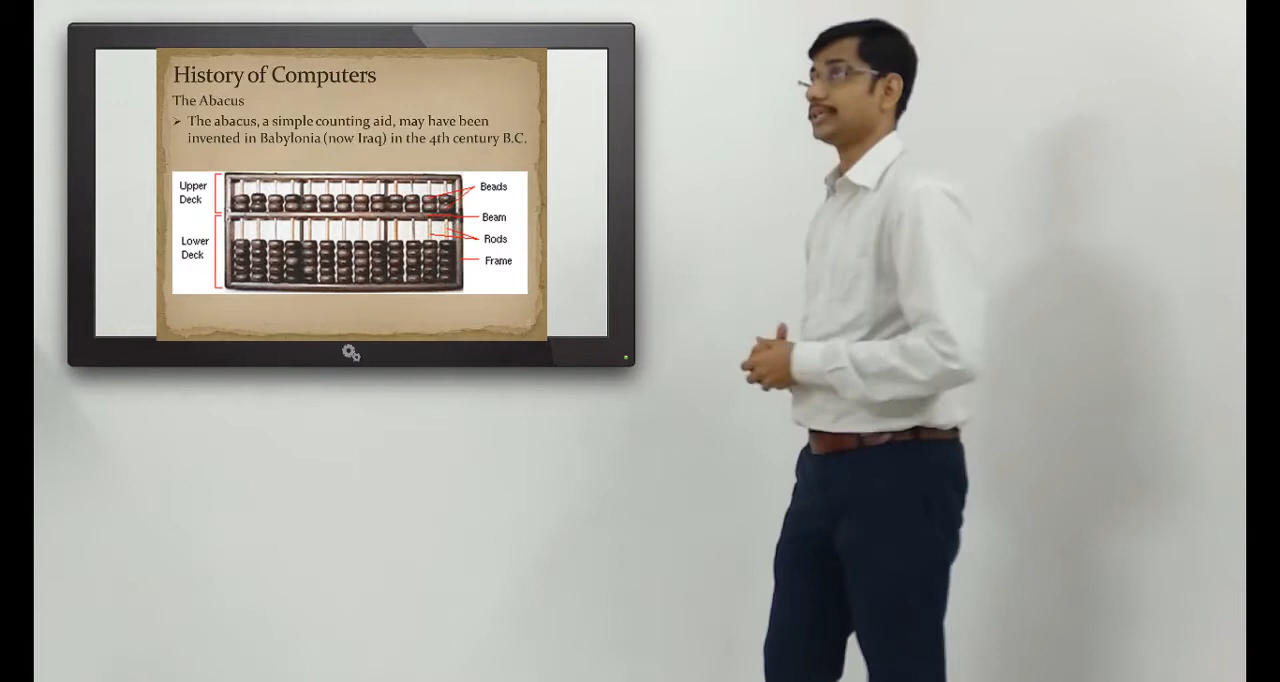 History of Computers
The Abacus
The abacus, a simple counting aid, may have been
invented in Babylonia (now Iraq) in the 4th century B.C.
Upper
Deck
Lower
Deck
Beads
Beam
Rods
Frame